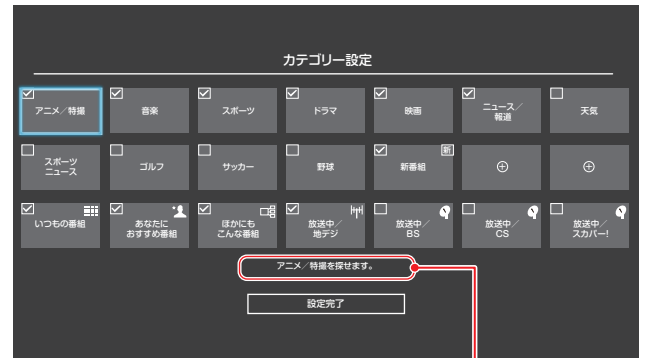 カテゴリー設定
アニメ／特撮
音楽
スポーツ
ドラマ
映画
ニュース／
報道
天気
スポーツ
ニュース
ゴルフ
サッカー
野球
新
新番組
いつもの番組
あなたに
おすすめ番組
ほかにも
こんな番組
放送中／
地デジ
放送中／
BS
放送中／
CS
放送中／
スカパー！
アニメ／特撮を探せます。
設定完了